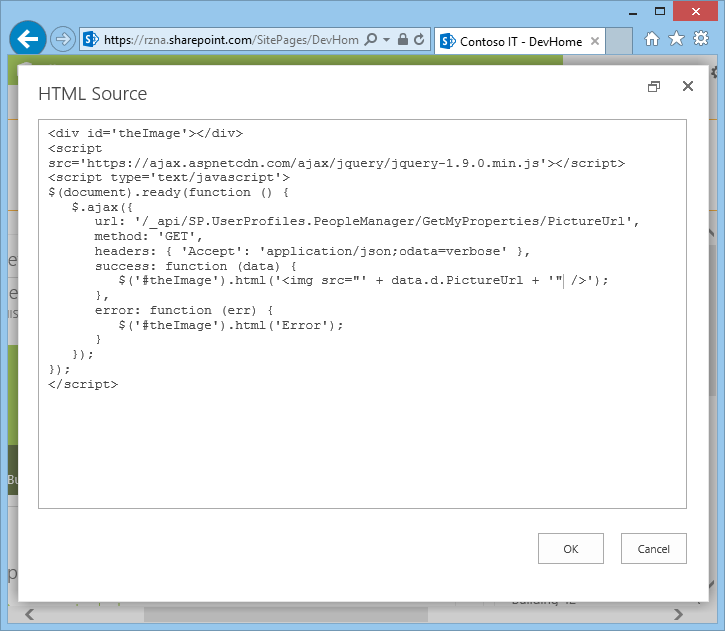 https://rzna.sharepoint.com/SitePages/DevHom
Contoso IT - DevHome
HTML Source
<div id='theImage'></div>
<script
src='https://ajax.aspnetcdn.com/ajax/jquery/jquery-1.9.0.min.js'></script>
<script type='text/javascript'>
$(document).ready(function () {
   $.ajax({
      url: '/_api/SP.UserProfiles.PeopleManager/GetMyProperties/PictureUrl',
      method: 'GET',
      headers: { 'Accept': 'application/json;odata=verbose' },
      success: function (data) {
         $('#theImage').html('<img src="' + data.d.PictureUrl + '" />');
      },
      error: function (err) {
         $('#theImage').html('Error');
      }
   });
});
</script>
OK
Cancel